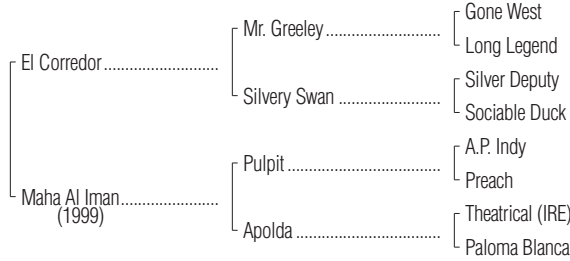 Gone West
Mr. Greeley
Long Legend
El Corredor
Silver Deputy
Silvery Swan
Sociable Duck
A.P. Indy
Pulpit
Preach
Maha Al Iman
(1999)
Theatrical (IRE)
Apolda
Paloma Blanca